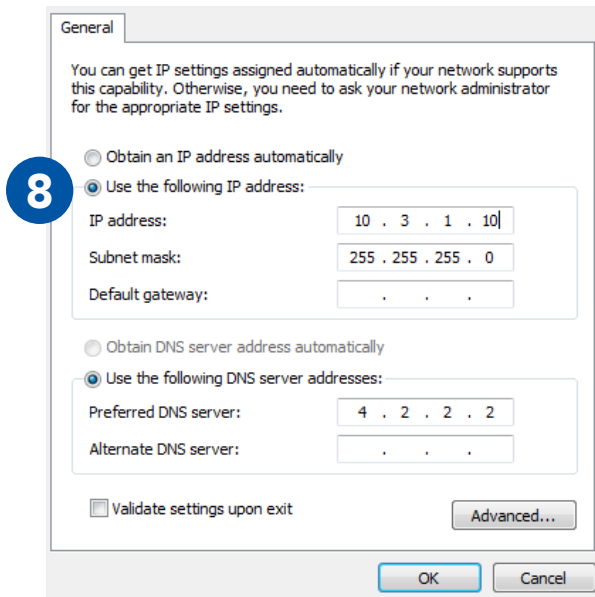 General
You can get IP settings assigned automatically if your network supports
this capability. Otherwise, you need to ask your network administrator
for the appropriate IP settings.
Obtain an IP address automatically
8
Use the following IP address:
IP address: 10 . 3 . 1 . 10
Subnet mask: 255 . 255 . 255 . 0
Default gateway: . . .
Obtain DNS server address automatically
Use the following DNS server addresses:
Preferred DNS server: 4 . 2 . 2 . 2
Alternate DNS server: . . .
Validate settings upon exit
Advanced...
OK Cancel